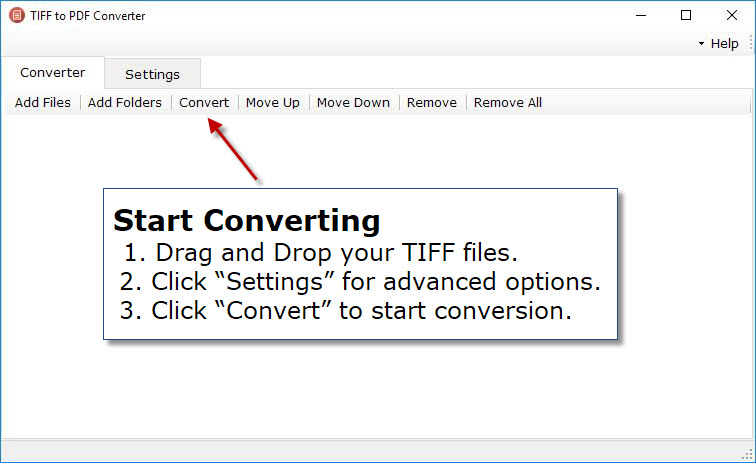 TIFF to PDF Converter
Help
Converter Settings
Add Files Add Folders Convert Move Up Move Down Remove Remove All
Start Converting
1. Drag and Drop your TIFF files.
2. Click “Settings” for advanced options.
3. Click “Convert” to start conversion.